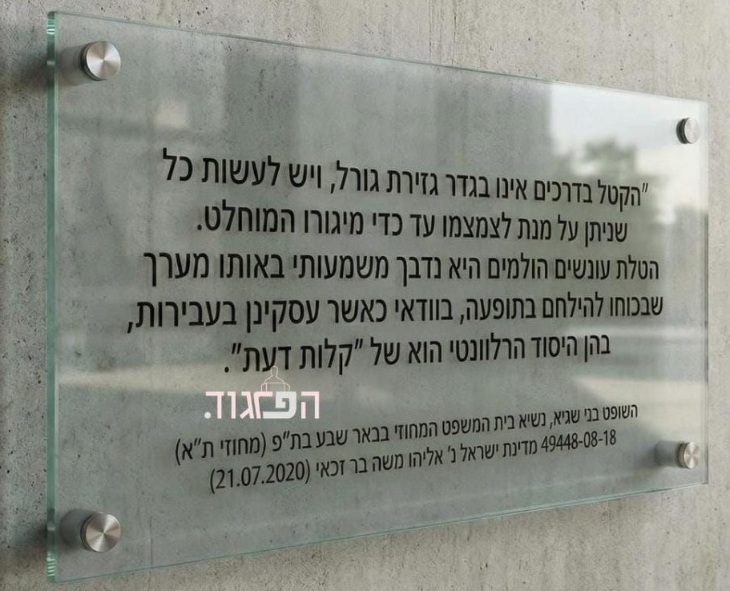 "הקטל בדרכים אינו בגדר גזירת גורל, ויש לעשות כל
שניתן על מנת לצמצמו עד כדי מיגורו המוחלט.
הטלת עונשים הולמים היא נדבך משמעותי באותו מערך
שבכוחו להילחם בתופעה, בוודאי כאשר עסקינן בעבירות,
בהן היסוד הרלוונטי הוא של "קלות דעת".
הפיגוד.
השופט בני שגיא, נשיא בית המשפט המחוזי בבאר שבע בת"פ (מחוזי ת"א)
49448-08-18 מדינת ישראל נ' אליהו משה בר זכאי (21.07.2020)